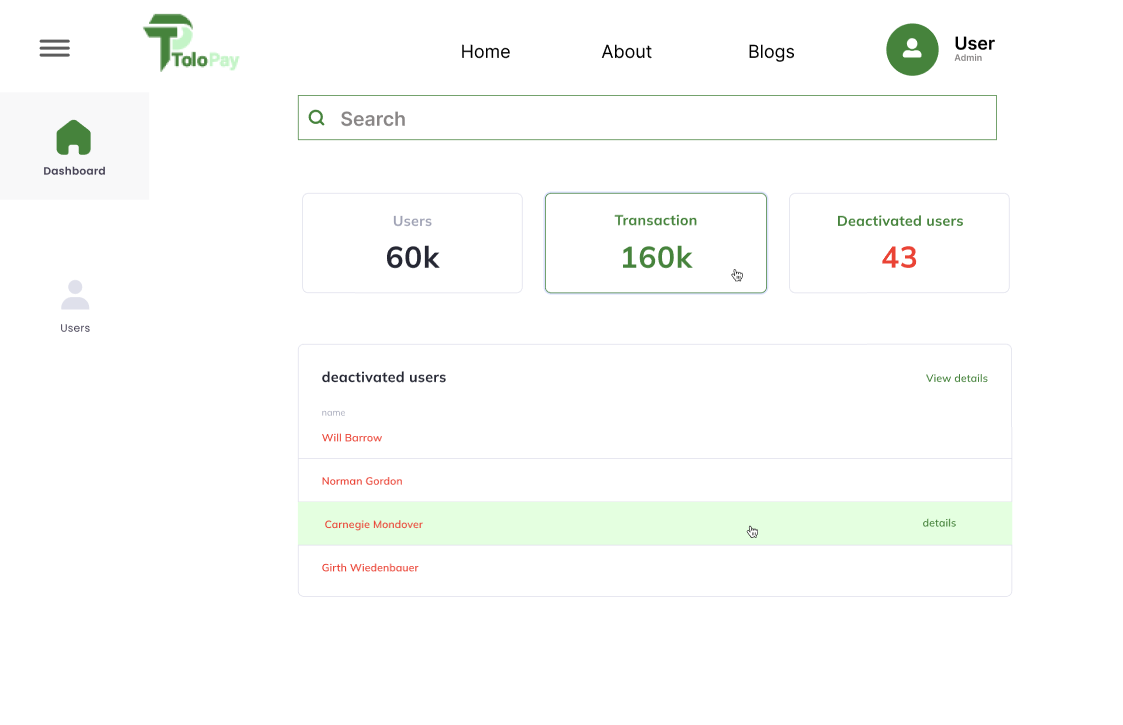 ToloPay
Home
About
Blogs
User
Admin
Search
Dashboard
Users
Users
60k
Transaction
160k
Deactivated users
43
deactivated users
View details
name
Will Barrow
Norman Gordon
Carnegie Mondover
details
Girth Wiedenbauer